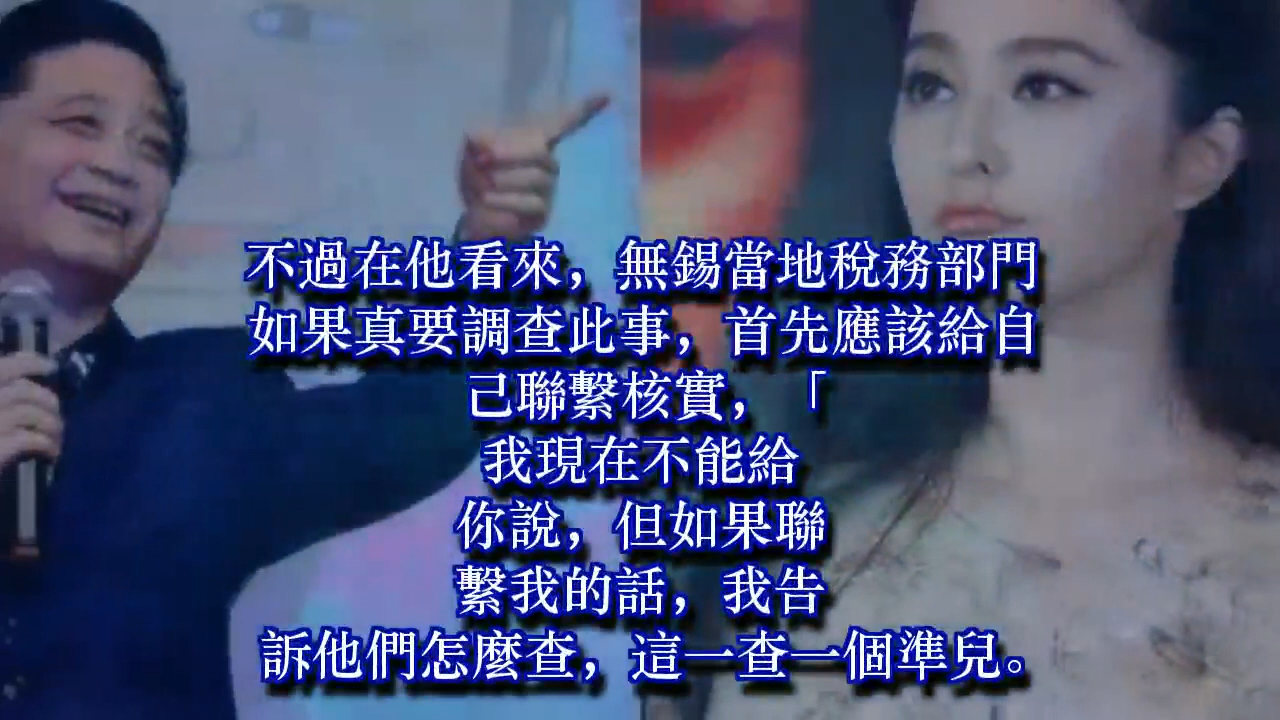 不過在他看來，無錫當地稅務部門
如果真要調查此事，首先應該給自
己聯繫核實，「
我現在不能給
你說，但如果聯
繫我的話，我告
訴他們怎麼查，這一查一個準兒。